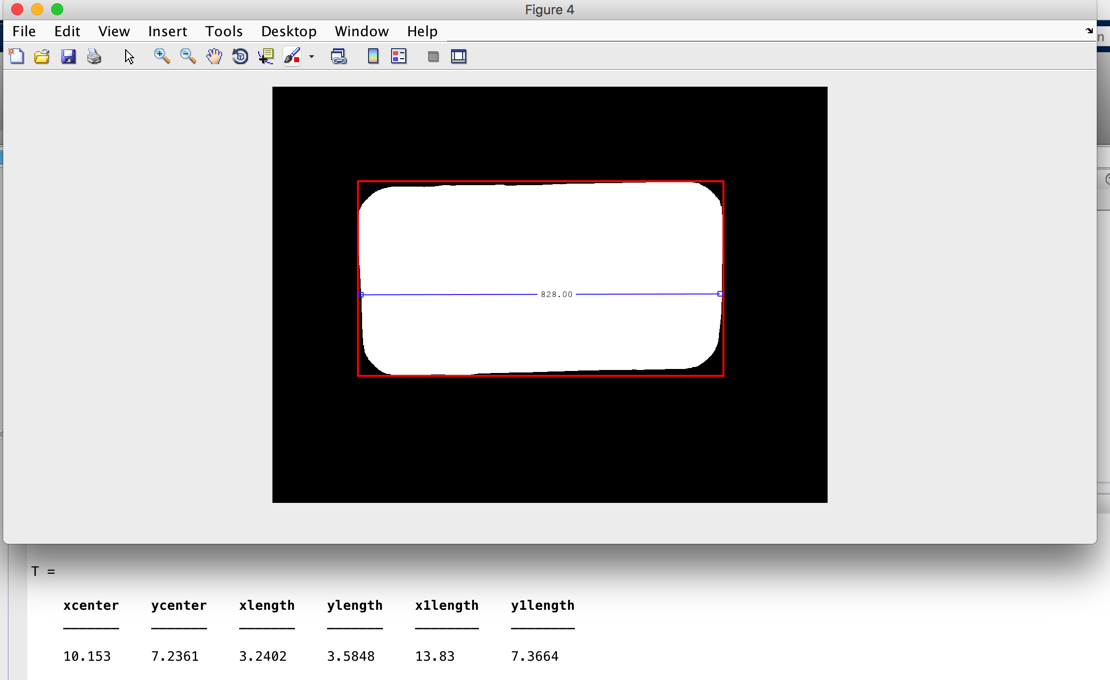 Figure 4
File Edit View Insert Tools Desktop Window Help
n
828.00
T =
xcenter ycenter xlength ylength x1length y1length
10.153 7.2361 3.2402 3.5848 13.83 7.3664